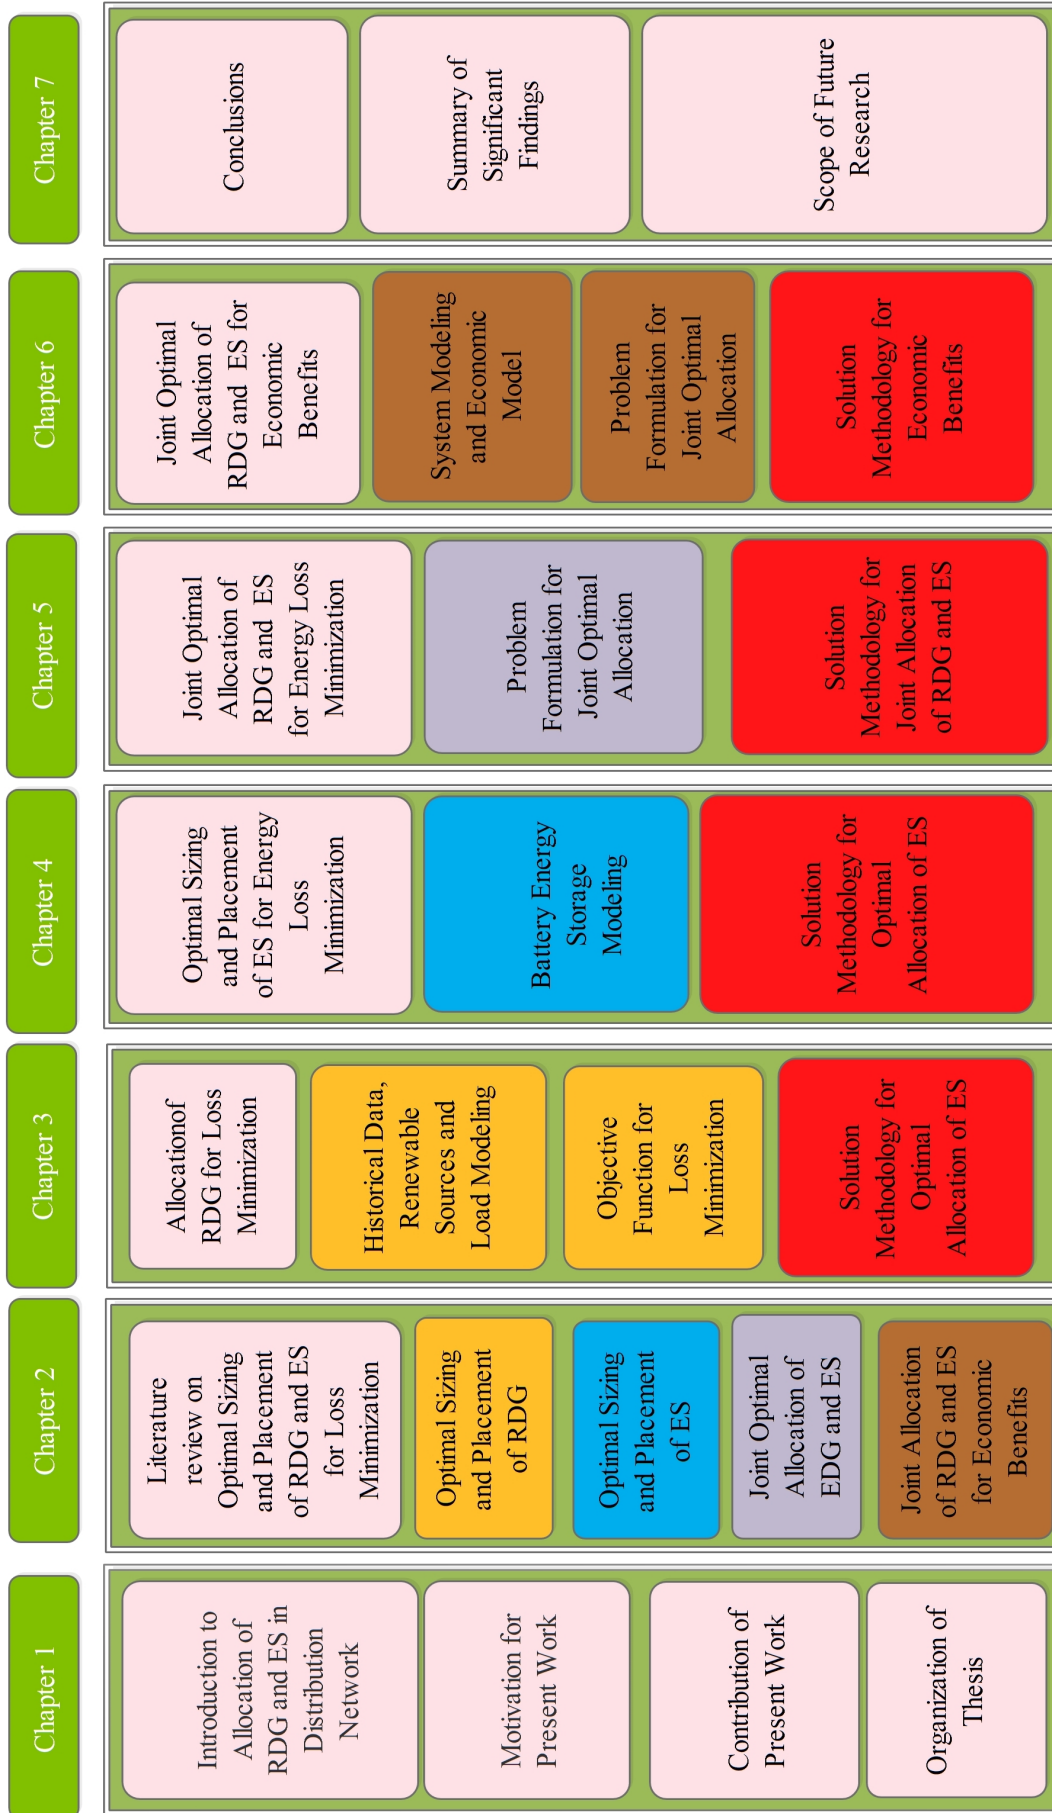 Chapter 1
Introduction to
Allocation of
RDG and ES in
Distribution
Network
Motivation for
Present Work
Contribution of
Present Work
Organization of
Thesis
Chapter 2
Literature
review on
Optimal Sizing
and Placement
of RDG and ES
for Loss
Minimization
Optimal Sizing
and Placement
of RDG
Optimal Sizing
and Placement
of ES
Joint Optimal
Allocation of
EDG and ES
Joint Allocation
of RDG and ES
for Economic
Benefits
Chapter 3
Allocationof
RDG for Loss
Minimization
Historical Data,
Renewable
Sources and
Load Modeling
Objective
Function for
Loss
Minimization
Solution
Methodology for
Optimal
Allocation of ES
Chapter 4
Optimal Sizing
and Placement
of ES for Energy
Loss
Minimization
Battery Energy
Storage
Modeling
Solution
Methodology for
Optimal
Allocation of ES
Chapter 5
Joint Optimal
Allocation of
RDG and ES
for Energy Loss
Minimization
Problem
Formulation for
Joint Optimal
Allocation
Solution
Methodology for
Joint Allocation
of RDG and ES
Chapter 6
Joint Optimal
Allocation of
RDG and ES for
Economic
Benefits
System Modeling
and Economic
Model
Problem
Formulation for
Joint Optimal
Allocation
Solution
Methodology for
Economic
Benefits
Chapter 7
Conclusions
Summary of
Significant
Findings
Scope of Future
Research